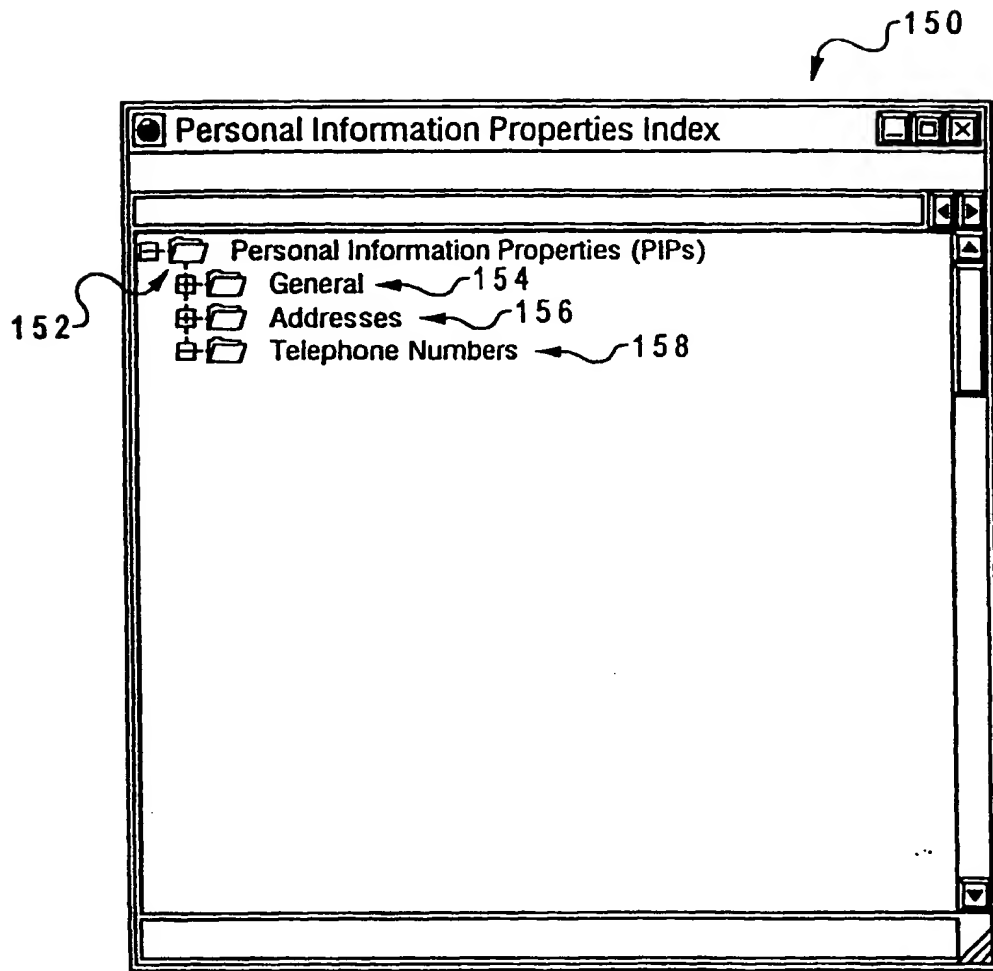 150
Personal Information Properties Index
Personal Information Properties (PIPs)
General 154
152 Addresses 156
Telephone Numbers 158